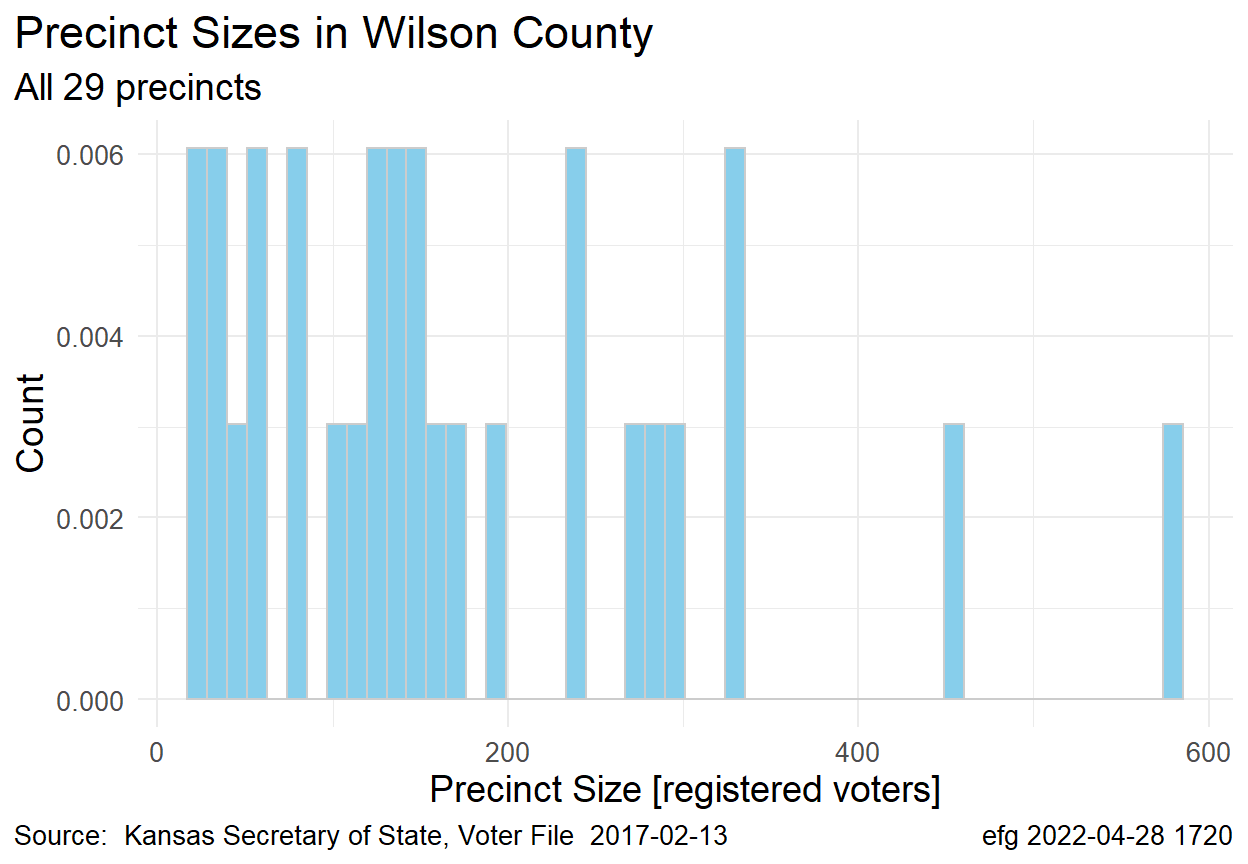 Precinct Sizes in Wilson County
All 29 precincts
0.006
0.004
0.002
0.000
Count
0 200 400 600
Precinct Size [registered voters]
Source:  Kansas Secretary of State, Voter File  2017-02-13 efg 2022-04-28 1720